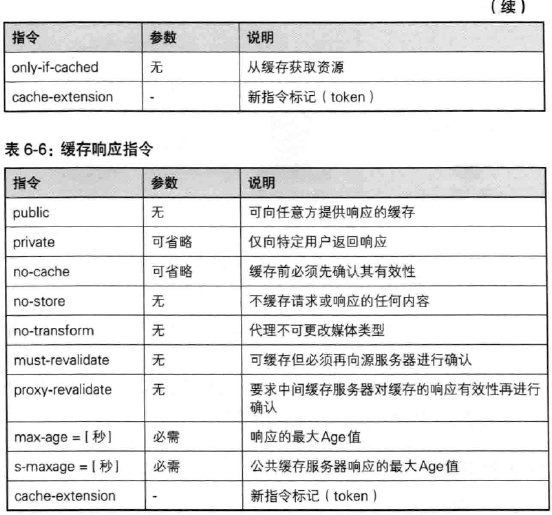 （续）
指令 参数 说明
only-if-cached 无 从缓存获取资源
cache-extension - 新指令标记（token）
表 6-6：缓存响应指令
指令 参数 说明
public 无 可向任意方提供响应的缓存
private 可省略 仅向特定用户返回响应
no-cache 可省略 缓存前必须先确认其有效性
no-store 无 不缓存请求或响应的任何内容
no-transform 无 代理不可更改媒体类型
must-revalidate 无 可缓存但必须再向源服务器进行确认
proxy-revalidate 无 要求中间缓存服务器对缓存的响应有效性再进行
确认
max-age = [ 秒] 必需 响应的最大Age值
s-maxage = [ 秒] 必需 公共缓存服务器响应的最大Age值
cache-extension - 新指令标记（token）